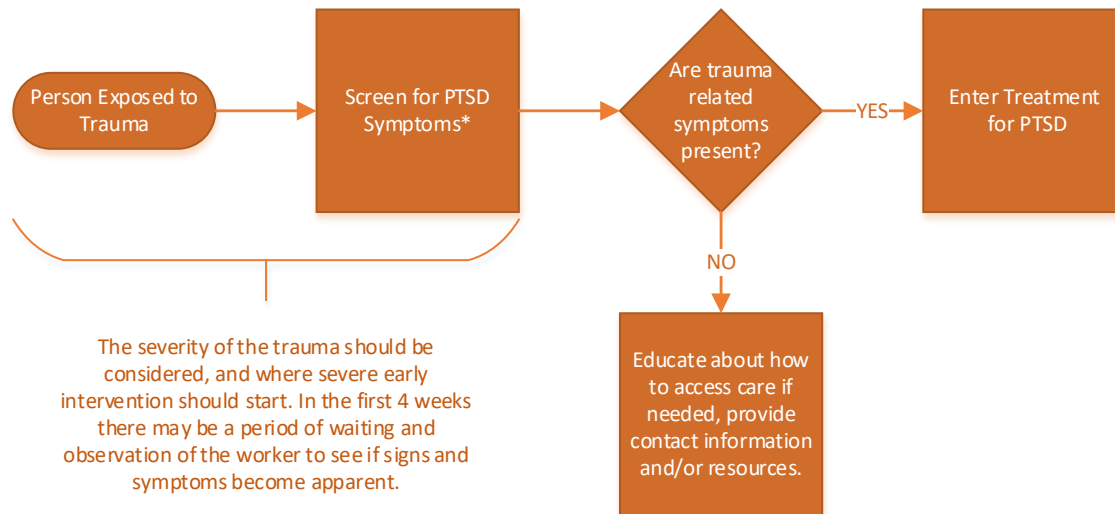 Person Exposed to
Trauma
Screen for PTSD
Symptoms*
Are trauma
related
symptoms
present?
YES
Enter Treatment
for PTSD
NO
Educate about how
to access care if
needed, provide
contact information
and/or resources.
The severity of the trauma should be
considered, and where severe early
intervention should start. In the first 4 weeks
there may be a period of waiting and
observation of the worker to see if signs and
symptoms become apparent.